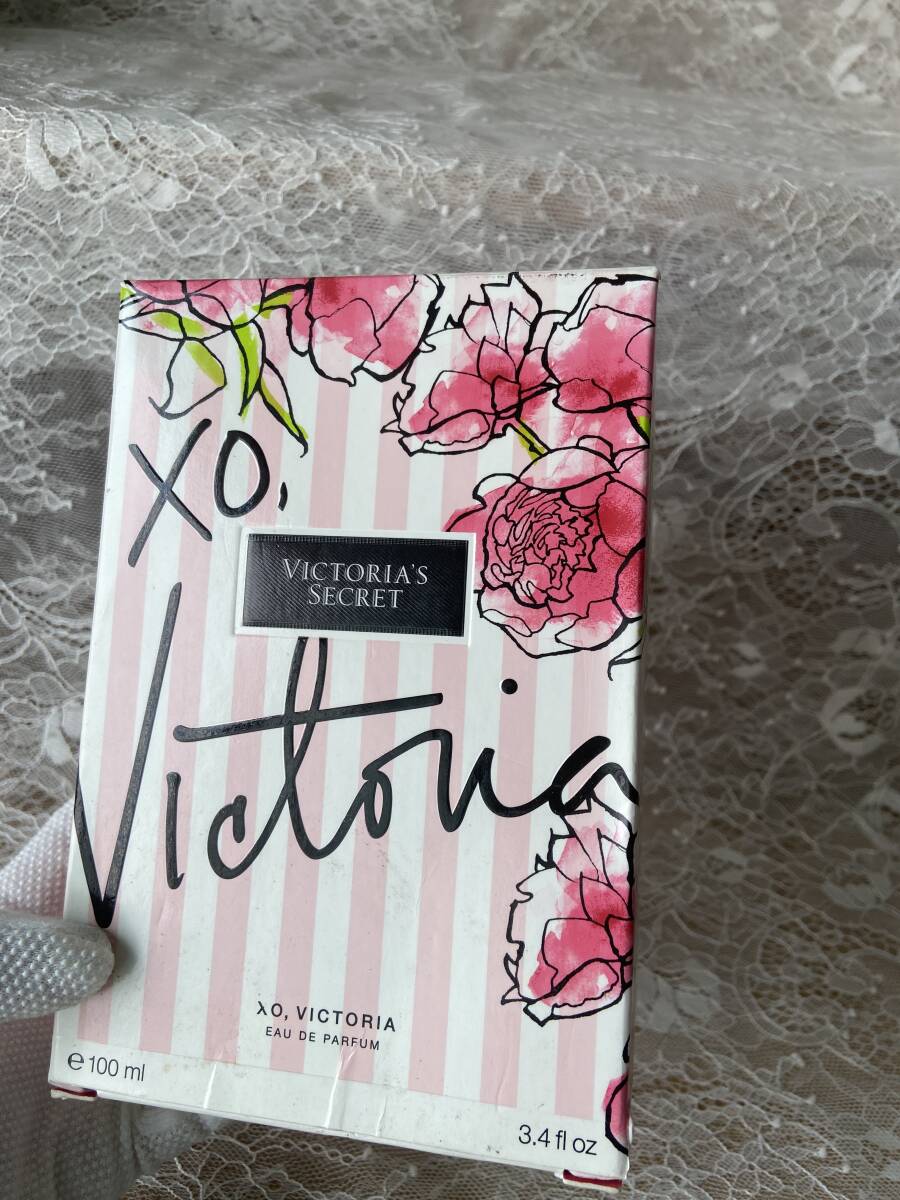 XO,
VICTORIA'S
SECRET
Victoria
XO, VICTORIA
EAU DE PARFUM
℮ 100 ml
3.4 fl oz